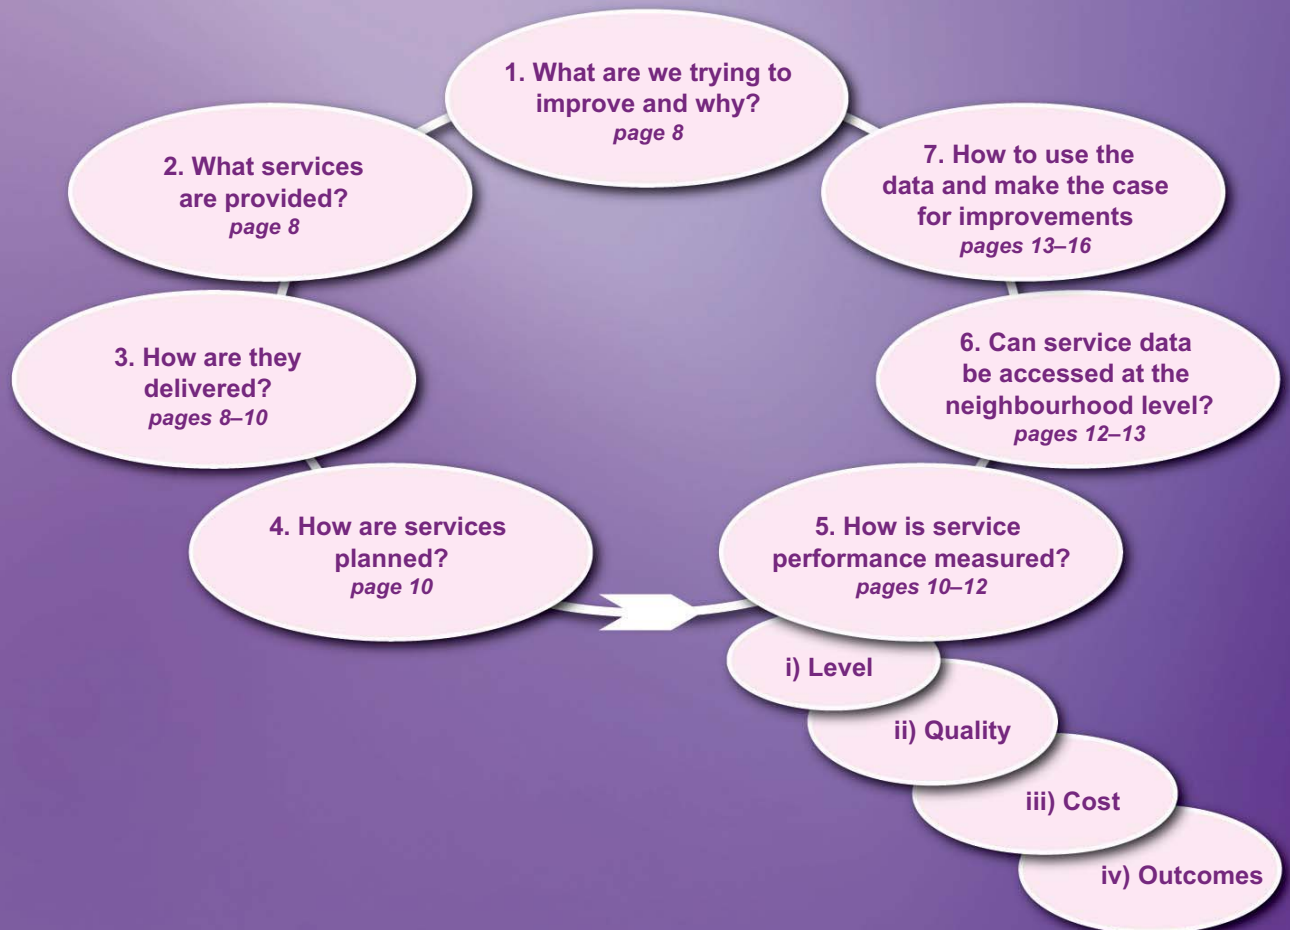 1. What are we trying to
improve and why?
page 8
2. What services
are provided?
page 8
3. How are they
delivered?
pages 8–10
4. How are services
planned?
page 10
5. How is service
performance measured?
pages 10–12
i) Level
ii) Quality
iii) Cost
iv) Outcomes
6. Can service data
be accessed at the
neighbourhood level?
pages 12–13
7. How to use the
data and make the case
for improvements
pages 13–16